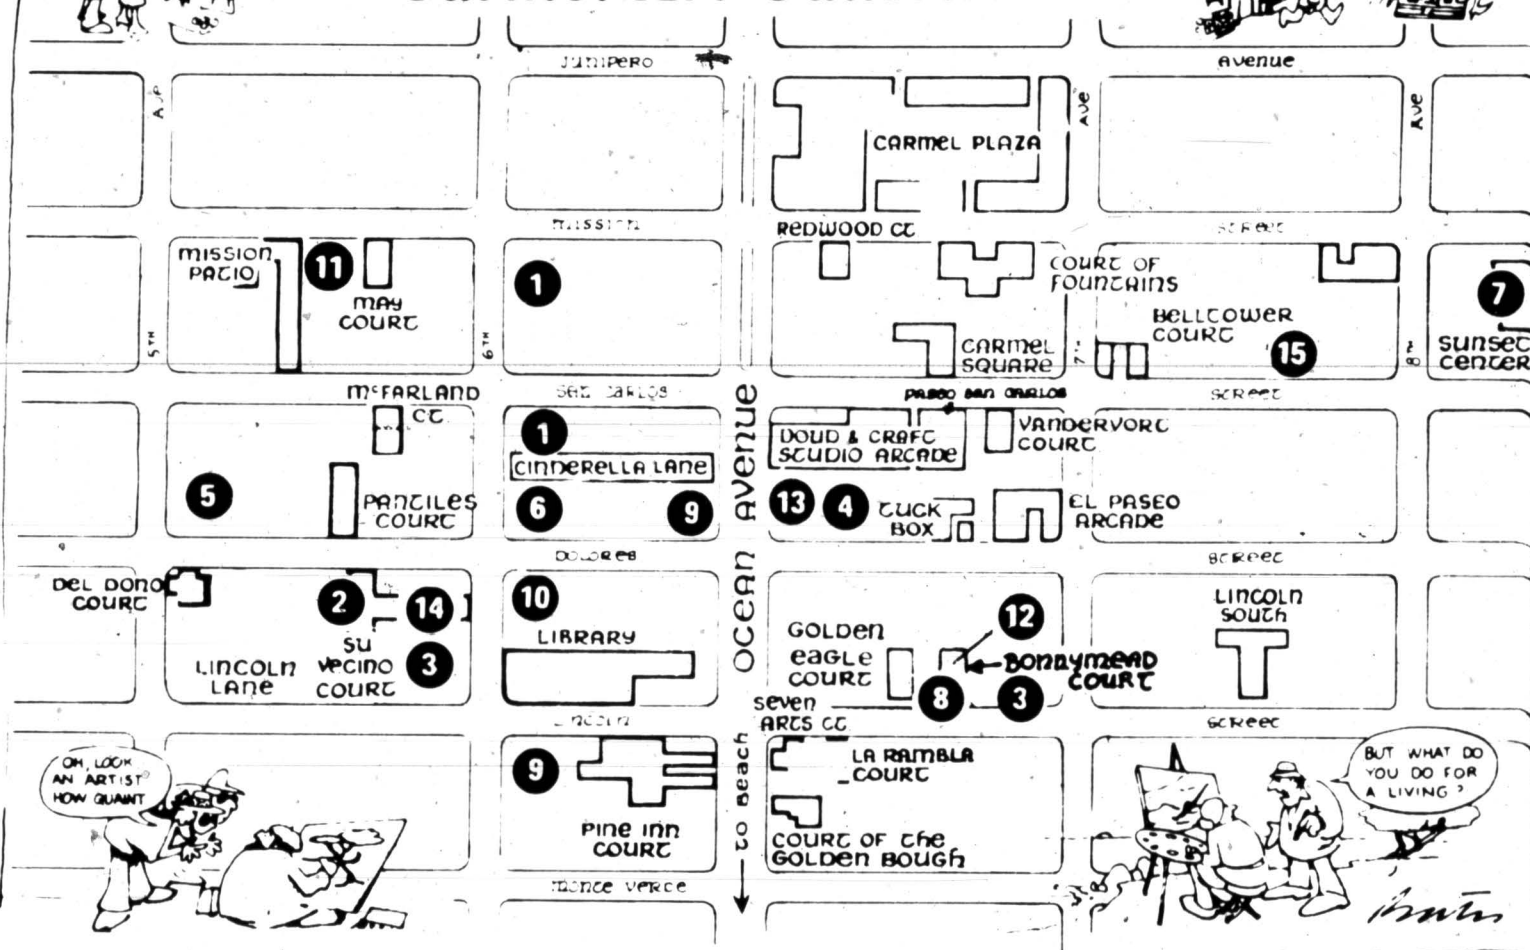 JUNIPERO
AVENUE
AVE
AVE
AVE
CARMEL PLAZA
MISSION
STREET
REDWOOD CT
MISSION
PATIO
11
MAY
COURT
1
COURT OF
FOUNTAINS
BELLTOWER
COURT
15
7
SUNSET
CENTER
CARMEL
SQUARE
5TH
6TH
7TH
8TH
SAN CARLOS
STREET
PASEO SAN CARLOS
MCFARLAND
CT
1
CINDERELLA LANE
DOUD & CRAFT
STUDIO ARCADE
VANDERVORT
COURT
5
PANTILES
COURT
6
9
13
4
TUCK
BOX
EL PASEO
ARCADE
OCEAN AVENUE
DOLORES
STREET
DEL DONO
COURT
2
14
SU
VECINO
COURT
3
LINCOLN
LANE
10
LIBRARY
GOLDEN
EAGLE
COURT
12
BONNYMEAD
COURT
8
3
LINCOLN
SOUTH
SEVEN
ARTS CT
LINCOLN
STREET
OH, LOOK
AN ARTIST
HOW QUAINT
9
PINE INN
COURT
TO BEACH
LA RAMBLA
COURT
COURT OF THE
GOLDEN BOUGH
BUT WHAT DO
YOU DO FOR
A LIVING?
MONTE VERDE